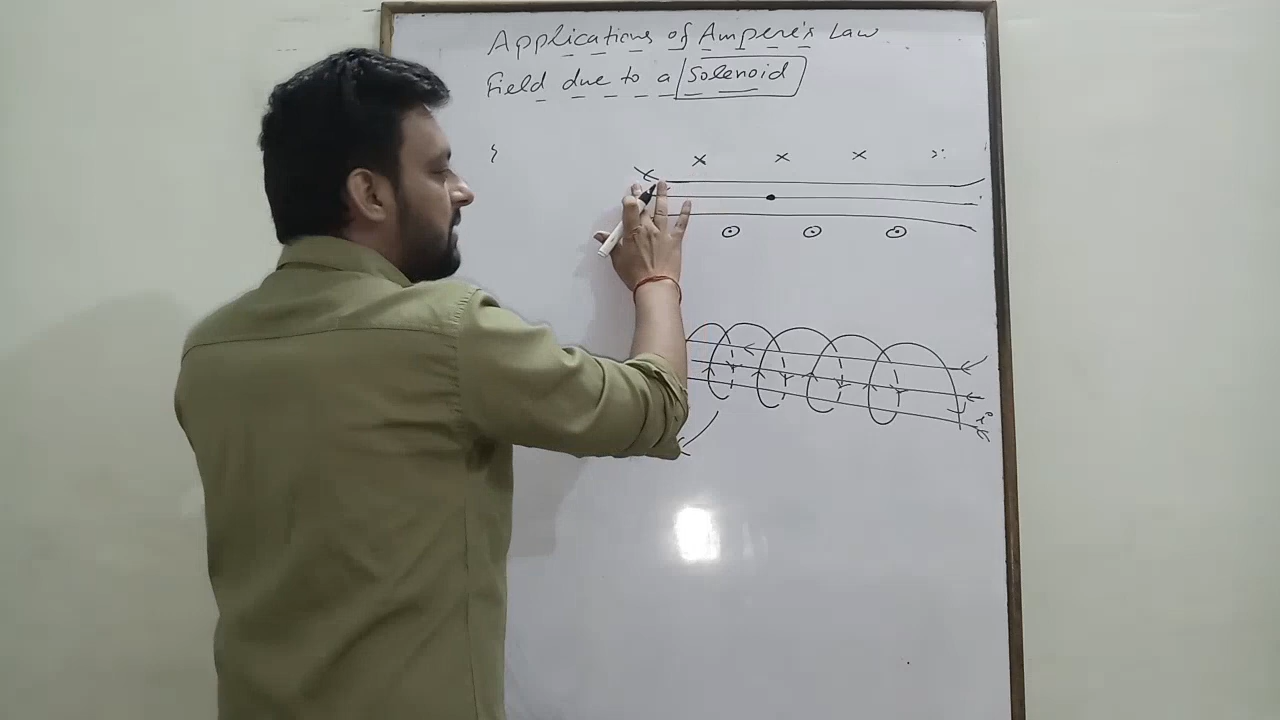 Applications of Ampere's Law
Field due to a Solenoid
i